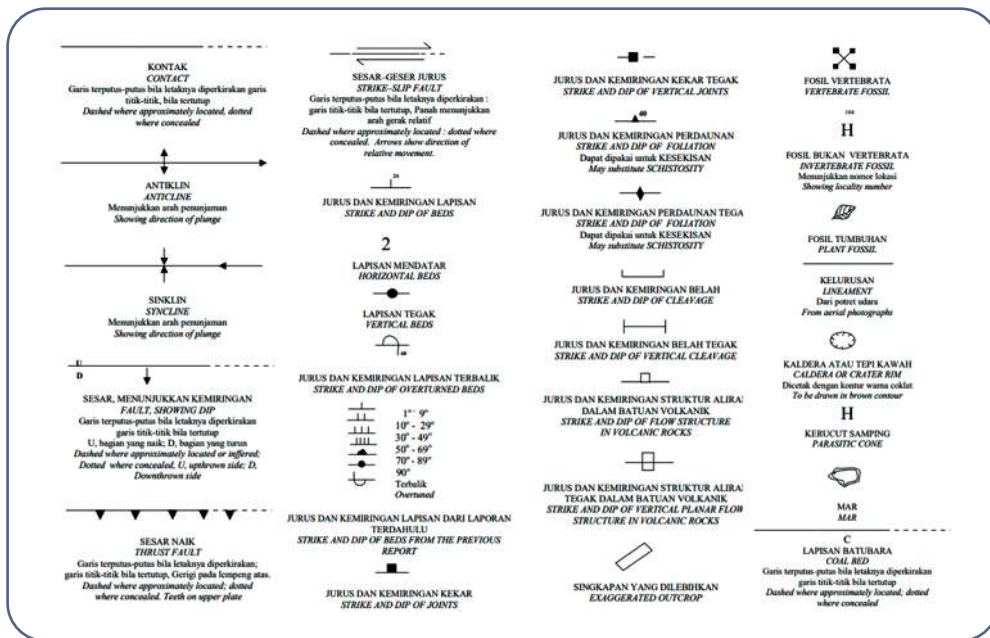 KONTAK
CONTACT
Garis terputus-putus bila letaknya diperkirakan garis
titik-titik, bila tertutup
Dashed where approximately located, dotted
where concealed
ANTIKLIN
ANTICLINE
Menunjukkan arah penunjaman
Showing direction of plunge
SINKLIN
SYNCLINE
Menunjukkan arah penunjaman
Showing direction of plunge
U
D
SESAR, MENUNJUKKAN KEMIRINGAN
FAULT, SHOWING DIP
Garis terputus-putus bila letaknya diperkirakan
garis titik-titik bila tertutup
U, bagian yang naik; D, bagian yang turun
Dashed where approximately located or inffered;
Dotted where concealed. U, upthrown side; D,
Downthrown side
SESAR NAIK
THRUST FAULT
Garis terputus-putus bila letaknya diperkirakan;
garis titik-titik bila tertutup, Gerigi pada lempeng atas.
Dashed where approximately located; dotted
where concealed. Teeth on upper plate
SESAR–GESER JURUS
STRIKE–SLIP FAULT
Garis terputus-putus bila letaknya diperkirakan :
garis titik-titik bila tertutup, Panah menunjukkan
arah gerak relatif
Dashed where approximately located : dotted where
concealed. Arrows show direction of
relative movement.
JURUS DAN KEMIRINGAN LAPISAN
STRIKE AND DIP OF BEDS
2
LAPISAN MENDATAR
HORIZONTAL BEDS
LAPISAN TEGAK
VERTICAL BEDS
JURUS DAN KEMIRINGAN LAPISAN TERBALIK
STRIKE AND DIP OF OVERTURNED BEDS
1° - 9°
10° - 29°
30° - 49°
50° - 69°
70° - 89°
90°
Terbalik
Overtuned
JURUS DAN KEMIRINGAN LAPISAN DARI LAPORAN
TERDAHULU
STRIKE AND DIP OF BEDS FROM THE PREVIOUS
REPORT
JURUS DAN KEMIRINGAN KEKAR
STRIKE AND DIP OF JOINTS
JURUS DAN KEMIRINGAN KEKAR TEGAK
STRIKE AND DIP OF VERTICAL JOINTS
40
JURUS DAN KEMIRINGAN PERDAUNAN
STRIKE AND DIP OF FOLIATION
Dapat dipakai untuk KESEKISAN
May substitute SCHISTOSITY
JURUS DAN KEMIRINGAN PERDAUNAN TEGA
STRIKE AND DIP OF FOLIATION
Dapat dipakai untuk KESEKISAN
May substitute SCHISTOSITY
JURUS DAN KEMIRINGAN BELAH
STRIKE AND DIP OF CLEAVAGE
JURUS DAN KEMIRINGAN BELAH TEGAK
STRIKE AND DIP OF VERTICAL CLEAVAGE
JURUS DAN KEMIRINGAN STRUKTUR ALIRA
DALAM BATUAN VOLKANIK
STRIKE AND DIP OF FLOW STRUCTURE
IN VOLCANIC ROCKS
JURUS DAN KEMIRINGAN STRUKTUR ALIRA
TEGAK DALAM BATUAN VOLKANIK
STRIKE AND DIP OF VERTICAL PLANAR FLOW
STRUCTURE IN VOLCANIC ROCKS
SINGKAPAN YANG DILEBIHKAN
EXAGGERATED OUTCROP
FOSIL VERTEBRATA
VERTEBRATE FOSSIL
H
FOSIL BUKAN VERTEBRATA
INVERTEBRATE FOSSIL
Menunjukkan nomor lokasi
Showing locality number
FOSIL TUMBUHAN
PLANT FOSSIL
KELURUSAN
LINEAMENT
Dari potret udara
From aerial photographs
KALDERA ATAU TEPI KAWAH
CALDERA OR CRATER RIM
Dicetak dengan kontur warna coklat
To be drawn in brown contour
H
KERUCUT SAMPING
PARASITIC CONE
MAR
MAR
C
LAPISAN BATUBARA
COAL BED
Garis terputus-putus bila letaknya diperkirakan
garis titik-titik bila tertutup
Dashed where approximately located; dotted
where concealed